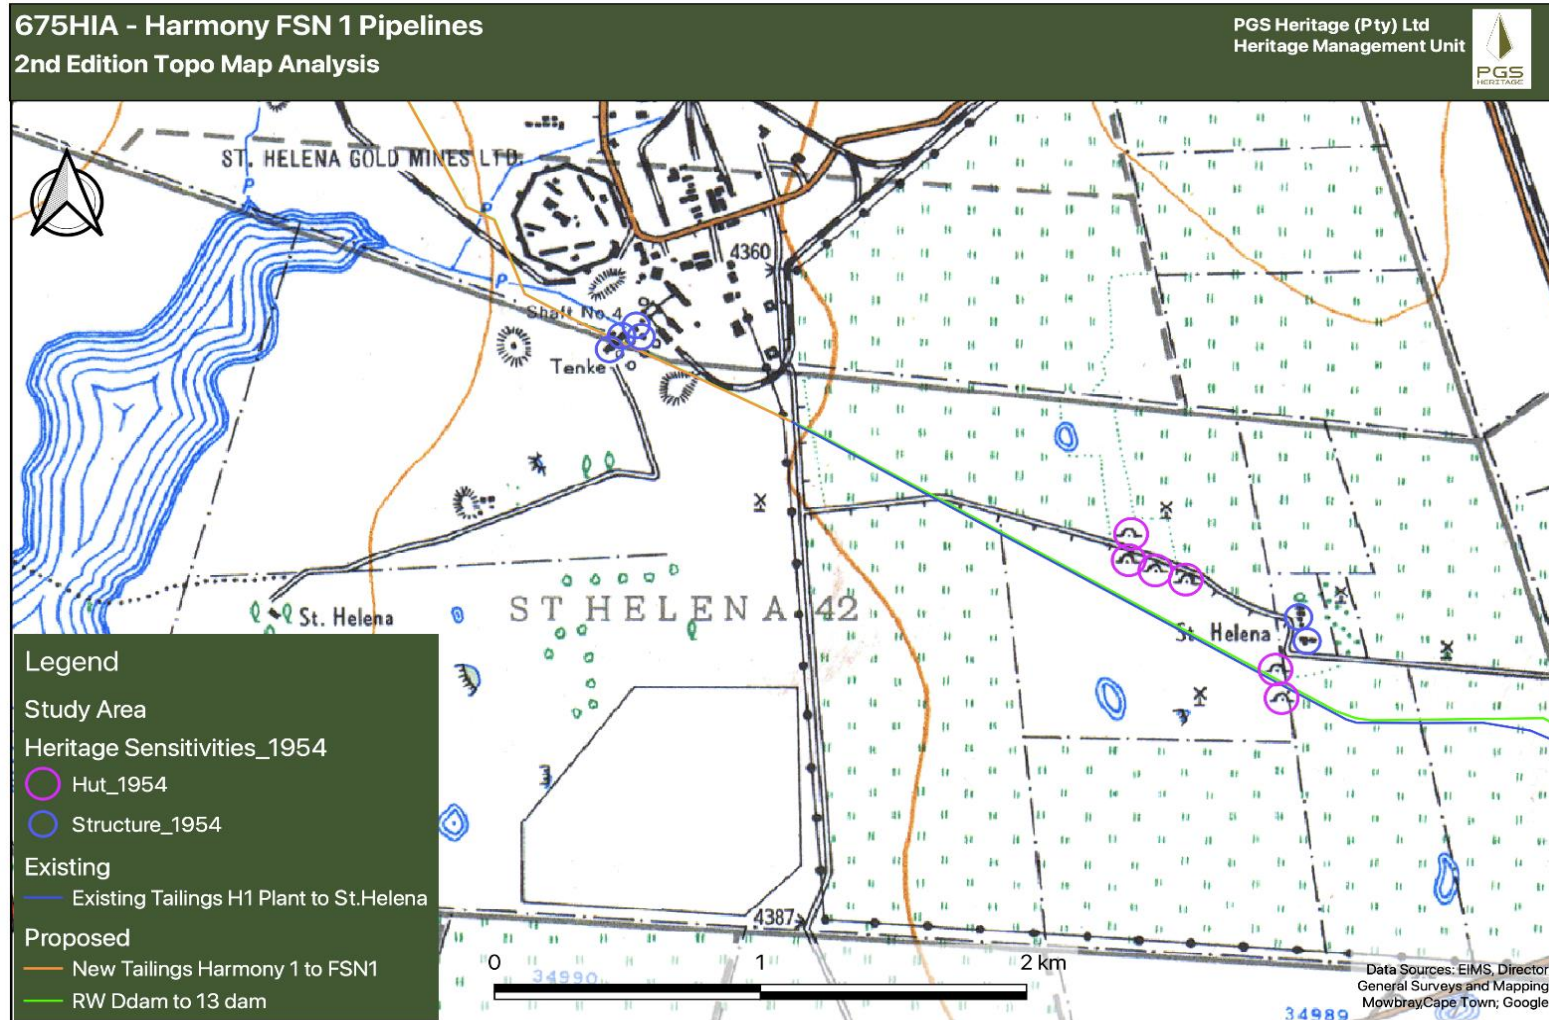 675HIA - Harmony FSN 1 Pipelines
2nd Edition Topo Map Analysis
PGS Heritage (Pty) Ltd
Heritage Management Unit
PGS
HERITAGE
ST. HELENA GOLD MINES LTD.
P
P
P
4360
Shaft No.4
Tenke
ST HELENA 42
St. Helena
St. Helena
4387
Legend
Study Area
Heritage Sensitivities_1954
Hut_1954
Structure_1954
Existing
Existing Tailings H1 Plant to St.Helena
Proposed
New Tailings Harmony 1 to FSN1
RW Ddam to 13 dam
0 1 2 km
34990
34989
Data Sources: EIMS, Director
General Surveys and Mapping
Mowbray,Cape Town; Google